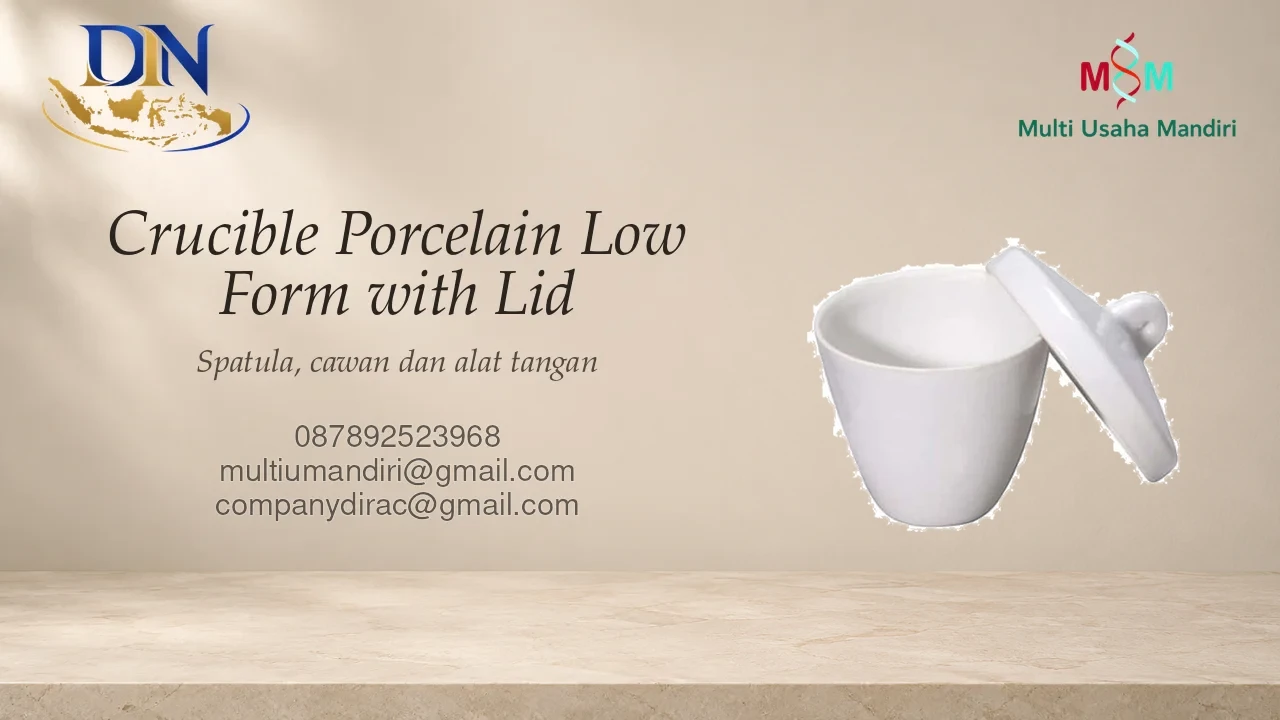 DN
M M
Multi Usaha Mandiri
Crucible Porcelain Low
Form with Lid
Spatula, cawan dan alat tangan
087892523968
multiumandiri@gmail.com
companydirac@gmail.com